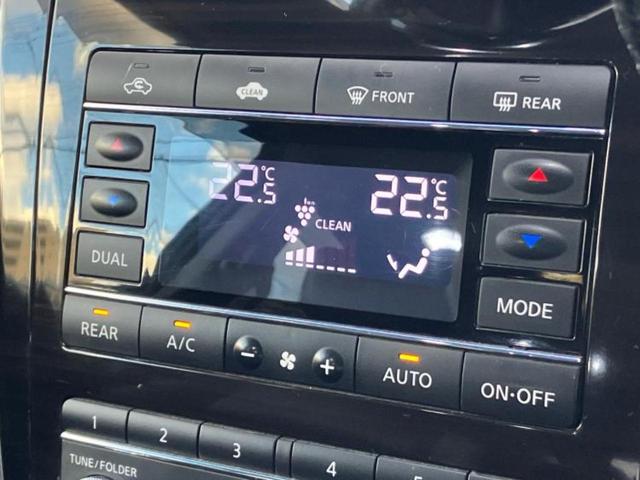 CLEAN
FRONT
REAR
22.5°C
22.5°C
CLEAN
DUAL
MODE
REAR
A/C
−
+
AUTO
ON·OFF
1
2
3
4
TUNE/FOLDER